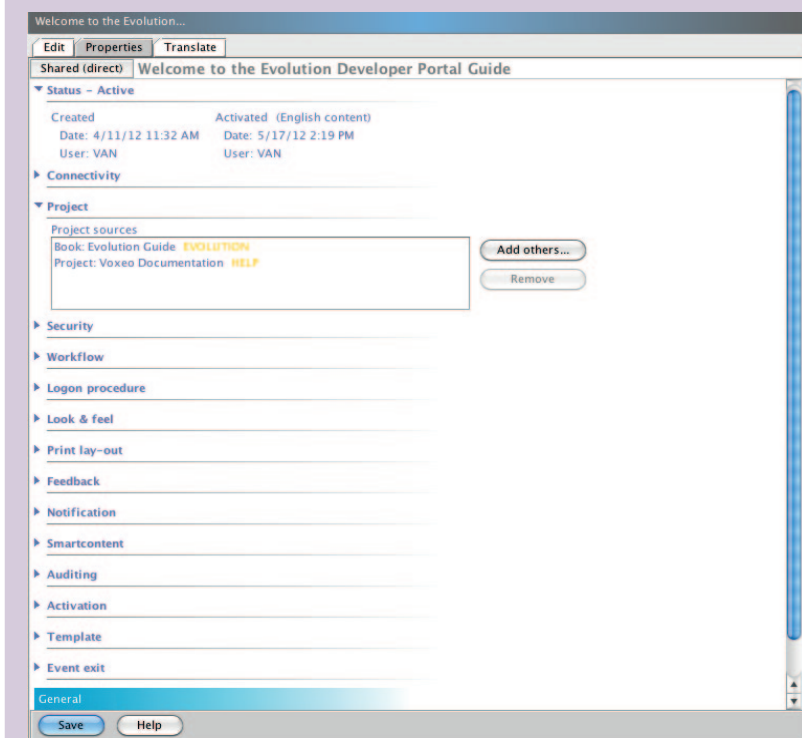 Welcome to the Evolution...
Edit Properties Translate
Shared (direct) Welcome to the Evolution Developer Portal Guide
Status – Active
Created Activated (English content)
Date: 4/11/12 11:32 AM Date: 5/17/12 2:19 PM
User: VAN User: VAN
Connectivity
Project
Project sources
Book: Evolution Guide EVOLUTION
Project: Voxeo Documentation HELP
Add others...
Remove
Security
Workflow
Logon procedure
Look & feel
Print lay-out
Feedback
Notification
Smartcontent
Auditing
Activation
Template
Event exit
General
Save Help